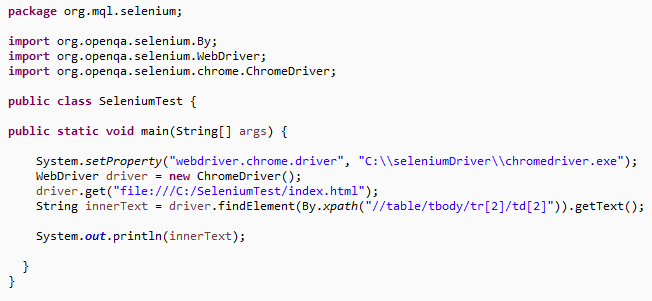 package org.mql.selenium;
import org.openqa.selenium.By;
import org.openqa.selenium.WebDriver;
import org.openqa.selenium.chrome.ChromeDriver;
public class SeleniumTest {
public static void main(String[] args) {
System.setProperty("webdriver.chrome.driver", "C:\\seleniumDriver\\chromedriver.exe");
WebDriver driver = new ChromeDriver();
driver.get("file:///C:/SeleniumTest/index.html");
String innerText = driver.findElement(By.xpath("//table/tbody/tr[2]/td[2]")).getText();
System.out.println(innerText);
}
}